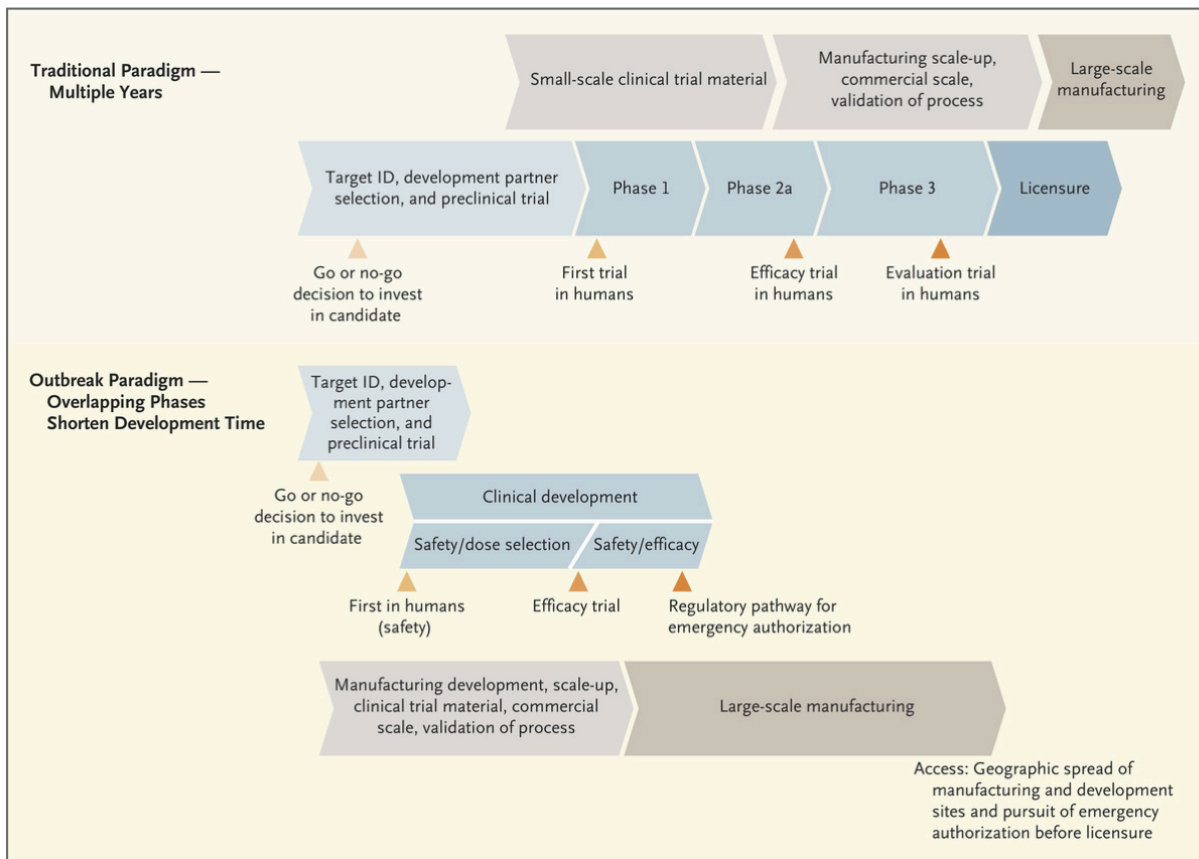 Traditional Paradigm —
Multiple Years
Small-scale clinical trial material
Manufacturing scale-up,
commercial scale,
validation of process
Large-scale
manufacturing
Target ID, development partner
selection, and preclinical trial
Phase 1
Phase 2a
Phase 3
Licensure
Go or no-go
decision to invest
in candidate
First trial
in humans
Efficacy trial
in humans
Evaluation trial
in humans
Outbreak Paradigm —
Overlapping Phases
Shorten Development Time
Target ID, develop-
ment partner
selection, and
preclinical trial
Go or no-go
decision to invest
in candidate
Clinical development
Safety/dose selection
Safety/efficacy
First in humans
(safety)
Efficacy trial
Regulatory pathway for
emergency authorization
Manufacturing development, scale-up,
clinical trial material, commercial
scale, validation of process
Large-scale manufacturing
Access: Geographic spread of
manufacturing and development
sites and pursuit of emergency
authorization before licensure